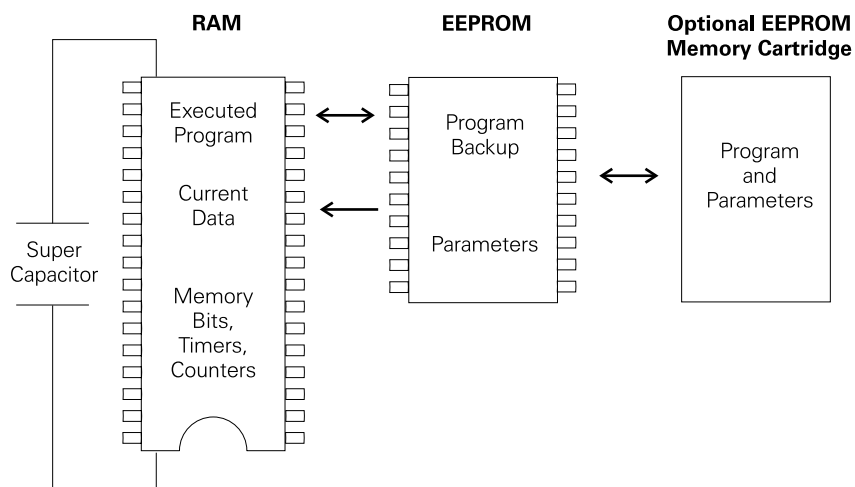 RAM
Executed
Program
Current
Data
Memory
Bits,
Timers,
Counters
Super
Capacitor
EEPROM
Program
Backup
Parameters
Optional EEPROM
Memory Cartridge
Program
and
Parameters